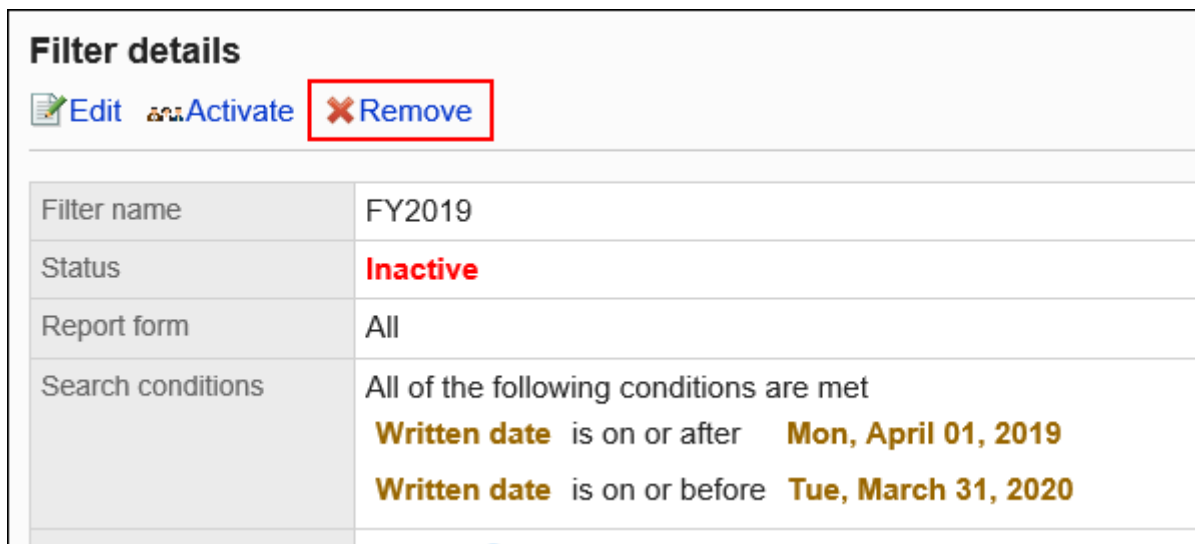 Filter details
Edit Activate Remove
Filter name FY2019
Status Inactive
Report form All
Search conditions All of the following conditions are met
Written date is on or after Mon, April 01, 2019
Written date is on or before Tue, March 31, 2020